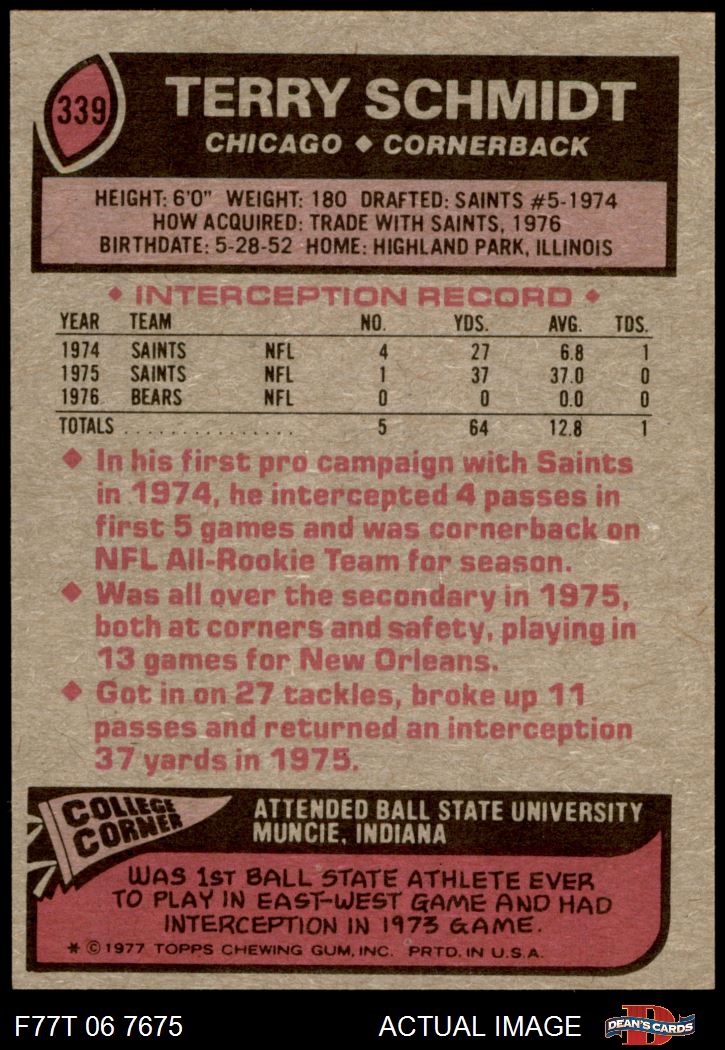 339
TERRY SCHMIDT
CHICAGO ◆ CORNERBACK
HEIGHT: 6'0" WEIGHT: 180 DRAFTED: SAINTS #5-1974
HOW ACQUIRED: TRADE WITH SAINTS, 1976
BIRTHDATE: 5-28-52 HOME: HIGHLAND PARK, ILLINOIS
◆ INTERCEPTION RECORD ◆
YEAR TEAM NO. YDS. AVG. TDS.
1974 SAINTS NFL 4 27 6.8 1
1975 SAINTS NFL 1 37 37.0 0
1976 BEARS NFL 0 0 0.0 0
TOTALS . . . . . . . . . . . . . . . 5 64 12.8 1
◆ In his first pro campaign with Saints
in 1974, he intercepted 4 passes in
first 5 games and was cornerback on
NFL All-Rookie Team for season.
◆ Was all over the secondary in 1975,
both at corners and safety, playing in
13 games for New Orleans.
◆ Got in on 27 tackles, broke up 11
passes and returned an interception
37 yards in 1975.
COLLEGE
CORNER
ATTENDED BALL STATE UNIVERSITY
MUNCIE, INDIANA
WAS 1ST BALL STATE ATHLETE EVER
TO PLAY IN EAST-WEST GAME AND HAD
INTERCEPTION IN 1973 GAME.
* © 1977 TOPPS CHEWING GUM, INC. PRTD. IN U.S.A.
F77T 06 7675 ACTUAL IMAGE
D
DEAN'S CARDS